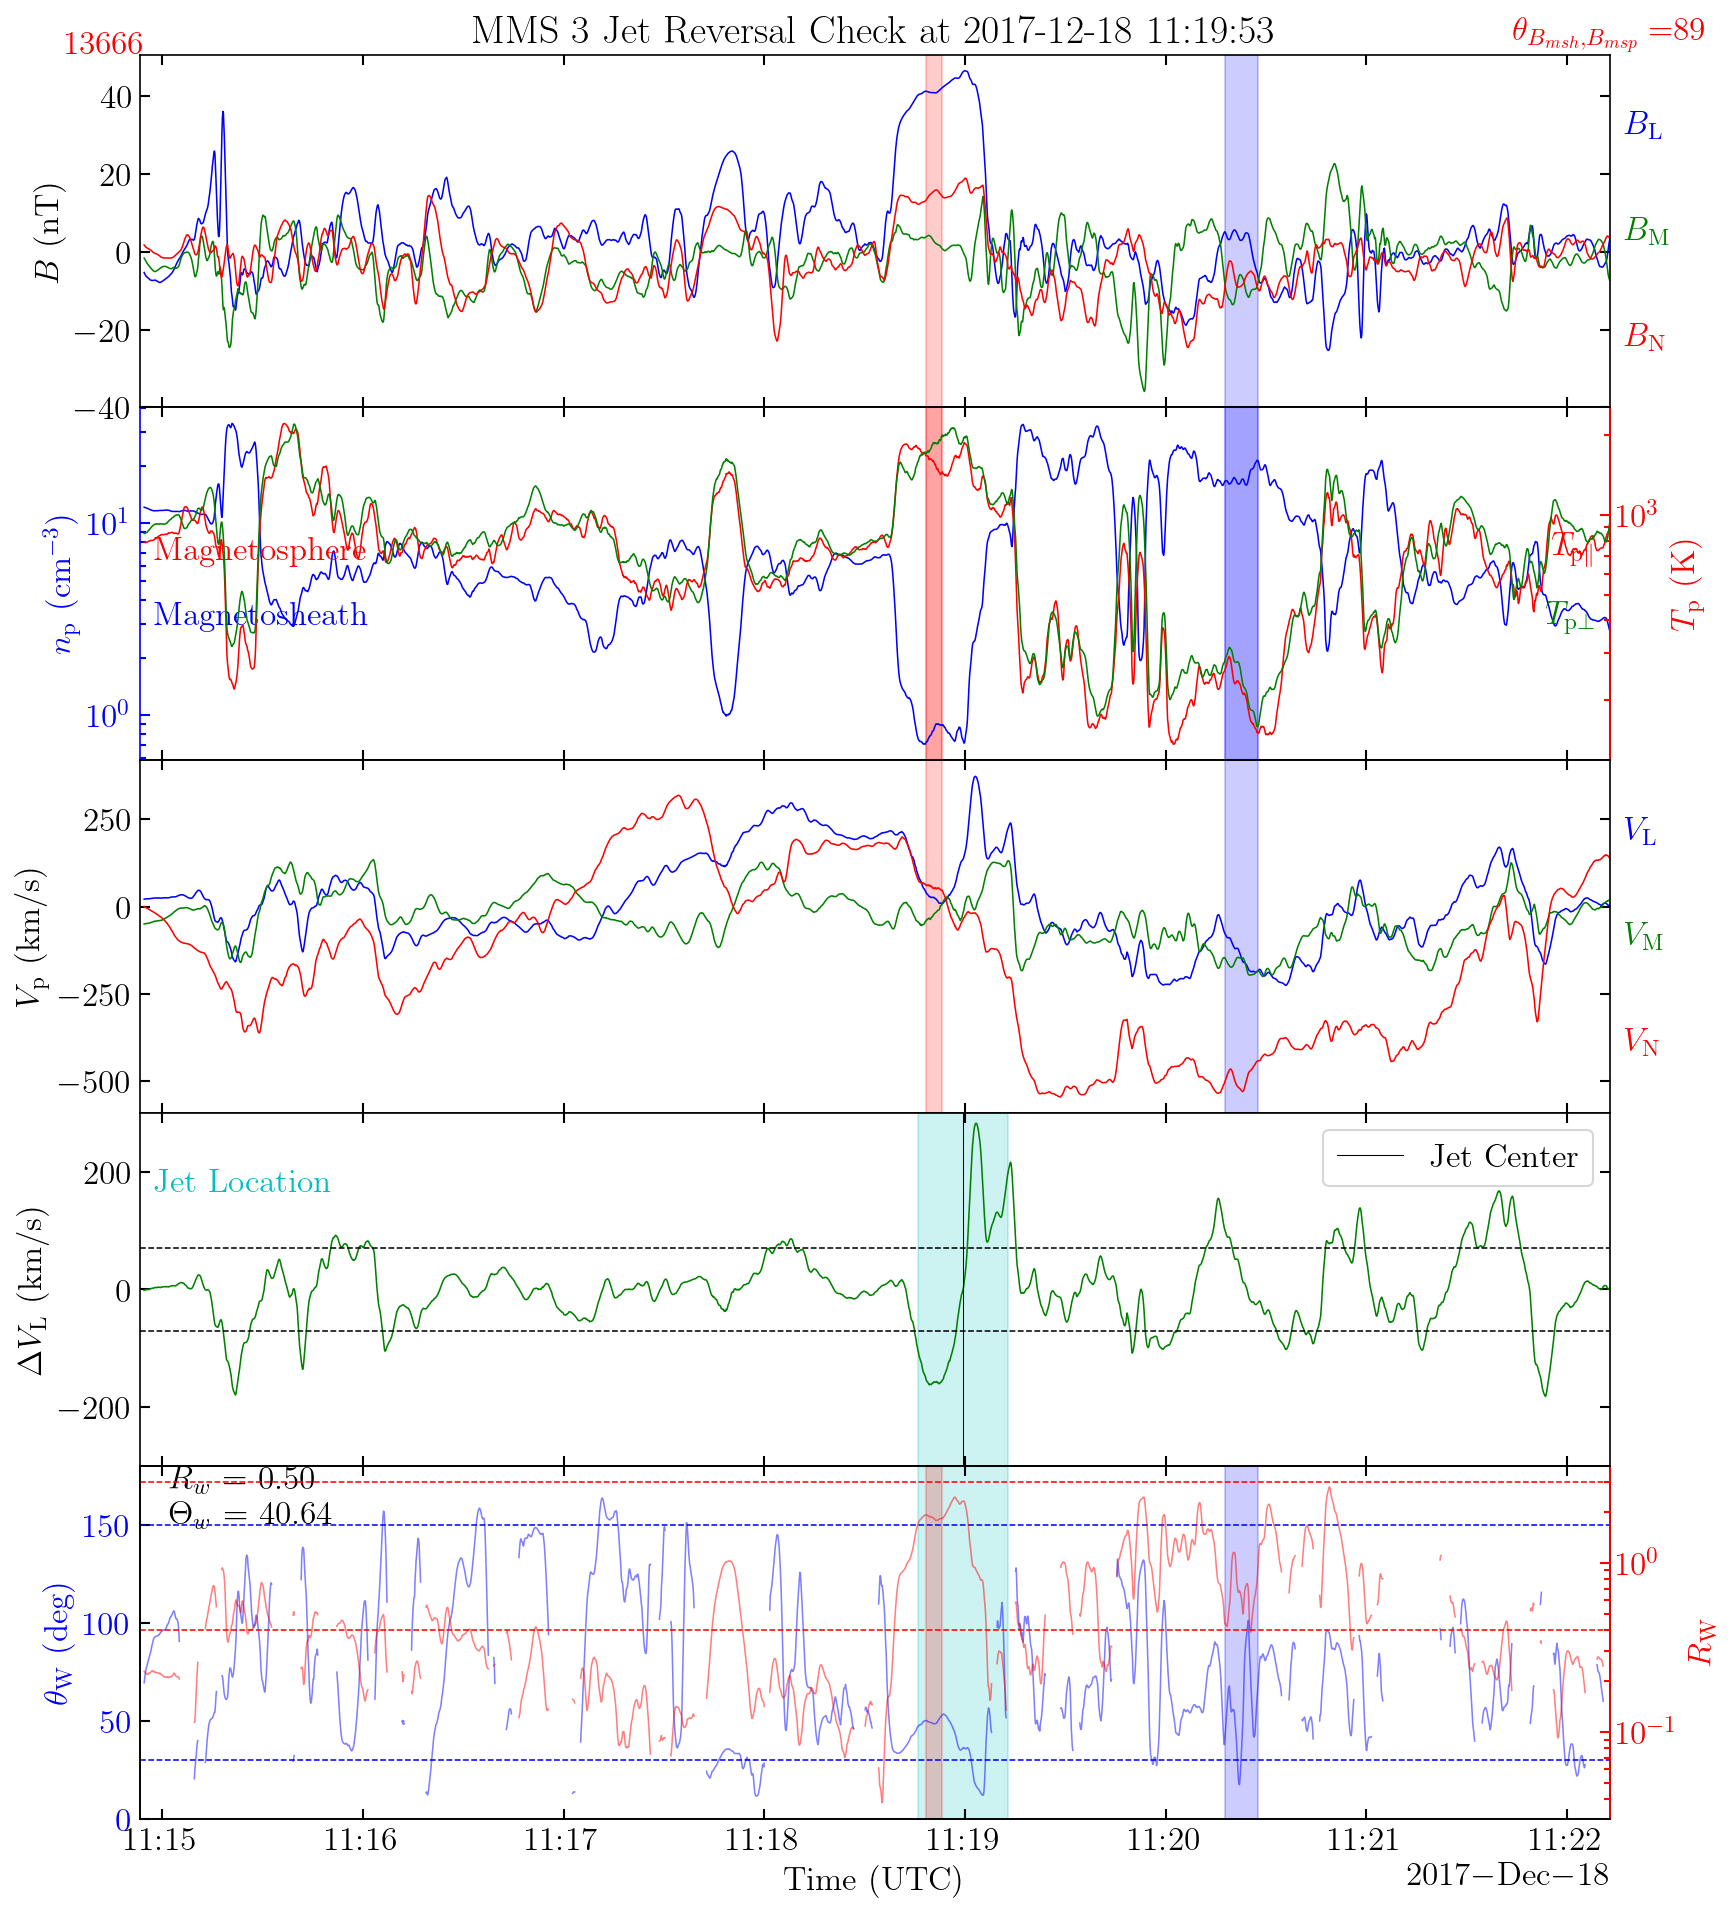 MMS 3 Jet Reversal Check at 2017-12-18 11:19:53
13666
θ_{B_{msh},B_{msp}} =89
40
20
0
−20
−40
B (nT)
B_L
B_M
B_N
10^1
10^0
n_p (cm^{−3})
Magnetosphere
Magnetosheath
10^3
T_{p∥}
T_{p⊥}
T_p (K)
250
0
−250
−500
V_p (km/s)
V_L
V_M
V_N
200
0
−200
ΔV_L (km/s)
Jet Location
Jet Center
R_w = 0.50
Θ_w = 40.64
150
100
50
0
θ_W (deg)
10^0
10^{−1}
R_W
11:15 11:16 11:17 11:18 11:19 11:20 11:21 11:22
Time (UTC)
2017−Dec−18